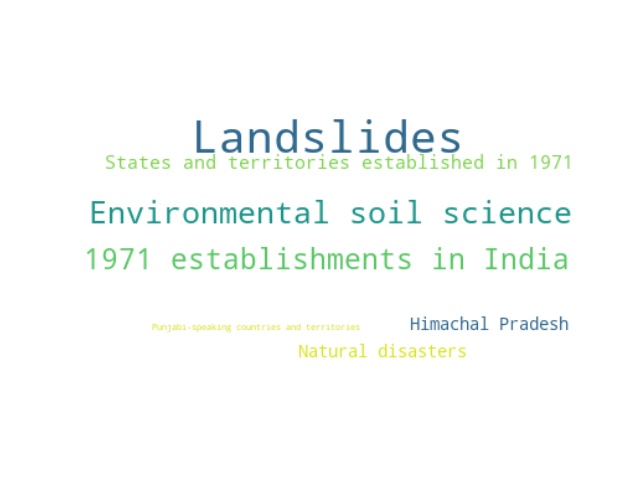 Landslides
States and territories established in 1971
Environmental soil science
1971 establishments in India
Punjabi-speaking countries and territories
Himachal Pradesh
Natural disasters